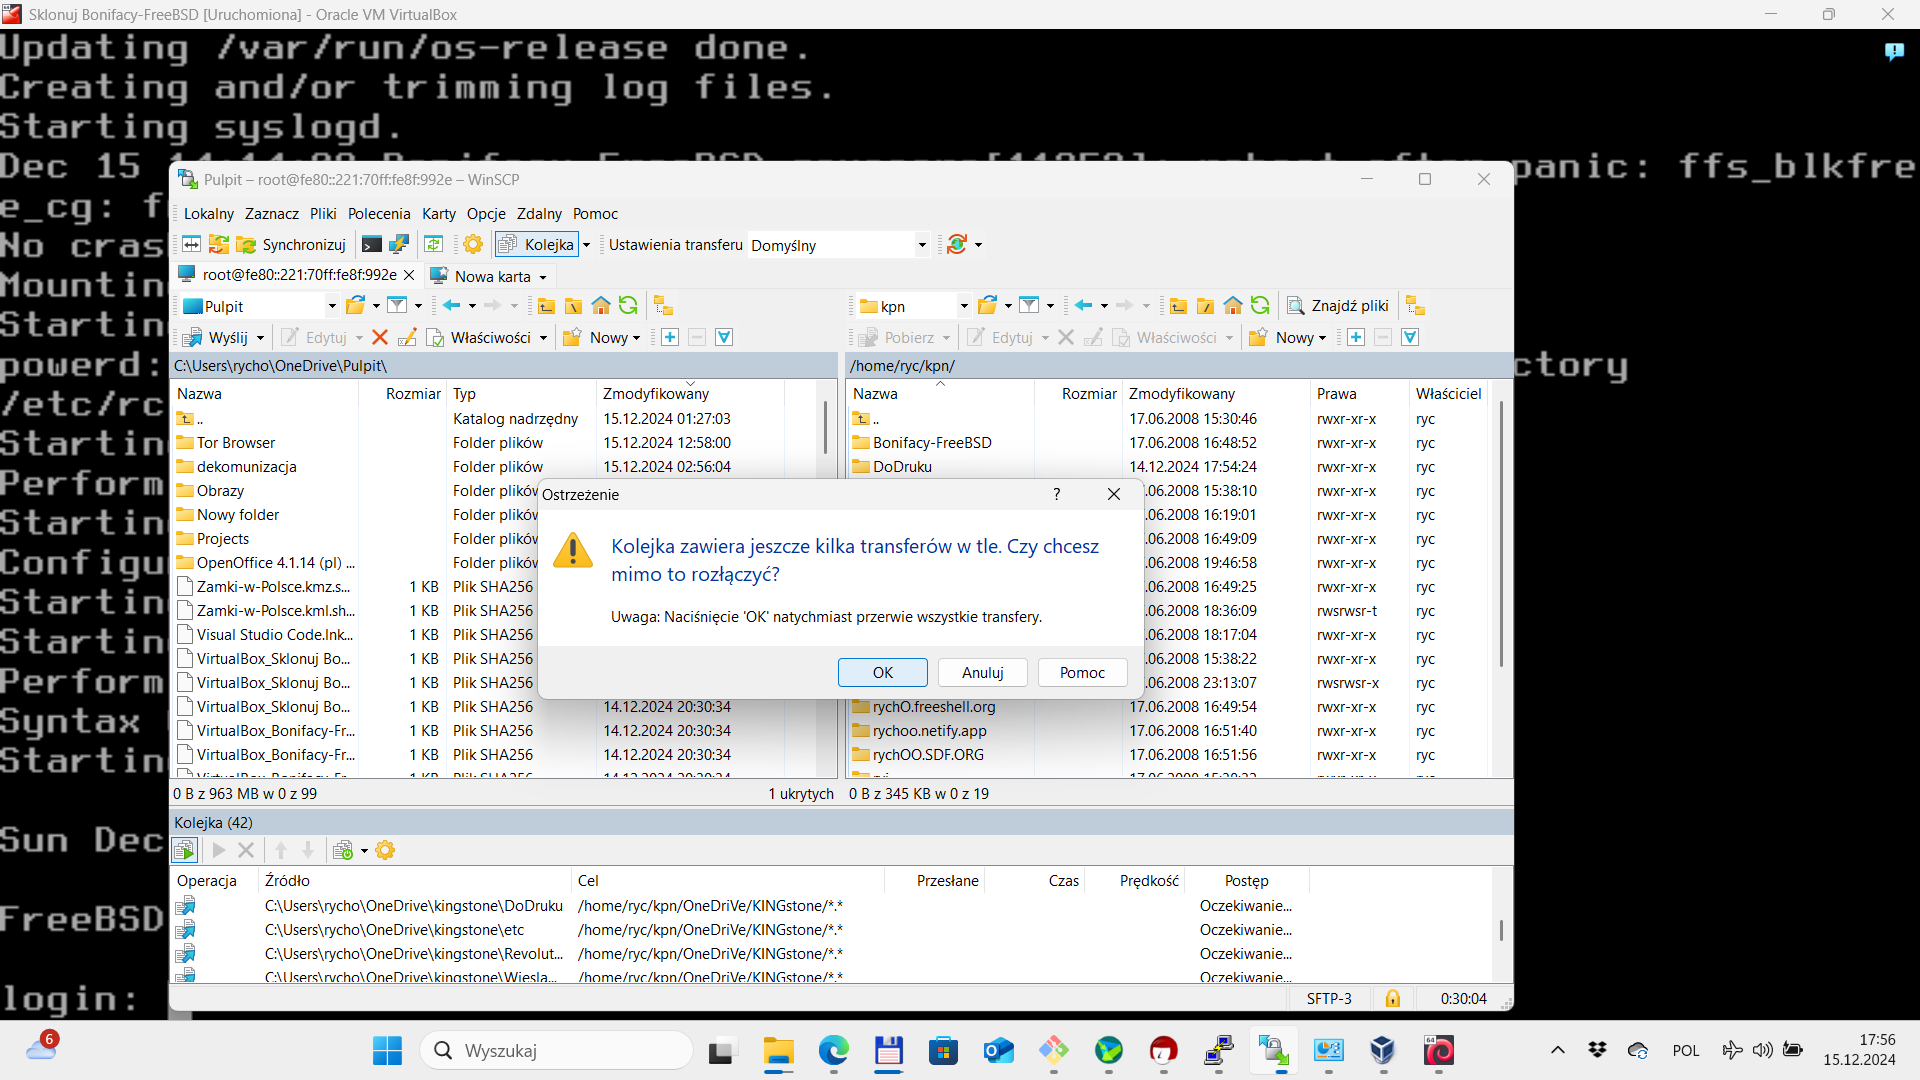 Sklonuj Bonifacy-FreeBSD [Uruchomiona] - Oracle VM VirtualBox
Updating /var/run/os-release done.
Creating and/or trimming log files.
Starting syslogd.
Dec 15 14:14:08 Bonifacy-FreeBSD reboot after panic: ffs_blkfre
e_cg: f
No cras
Mountin
Startin
powerd: ctory
/etc/rc
Startin
Perform
Startin
Configu
Startin
Startin
Perform
Syntax
Startin
Sun Dec
FreeBSD
login:
Pulpit – root@fe80::221:70ff:fe8f:992e – WinSCP
Lokalny Zaznacz Pliki Polecenia Karty Opcje Zdalny Pomoc
Synchronizuj Kolejka Ustawienia transferu Domyślny
root@fe80::221:70ff:fe8f:992e Nowa karta
Pulpit kpn Znajdź pliki
Wyślij Edytuj Właściwości Nowy Pobierz Edytuj Właściwości Nowy
C:\Users\rycho\OneDrive\Pulpit\ /home/ryc/kpn/
Nazwa Rozmiar Typ Zmodyfikowany Nazwa Rozmiar Zmodyfikowany Prawa Właściciel
.. Katalog nadrzędny 15.12.2024 01:27:03 .. 17.06.2008 15:30:46 rwxr-xr-x ryc
Tor Browser Folder plików 15.12.2024 12:58:00 Bonifacy-FreeBSD 17.06.2008 16:48:52 rwxr-xr-x ryc
dekomunizacja Folder plików 15.12.2024 02:56:04 DoDruku 14.12.2024 17:54:24 rwxr-xr-x ryc
Obrazy Folder plików .06.2008 15:38:10 rwxr-xr-x ryc
Nowy folder Folder plików .06.2008 16:19:01 rwxr-xr-x ryc
Projects Folder plików .06.2008 16:49:09 rwxr-xr-x ryc
OpenOffice 4.1.14 (pl) ... Folder plików .06.2008 19:46:58 rwxr-xr-x ryc
Zamki-w-Polsce.kmz.s... 1 KB Plik SHA256 .06.2008 16:49:25 rwxr-xr-x ryc
Zamki-w-Polsce.kml.sh... 1 KB Plik SHA256 .06.2008 18:36:09 rwsrwsr-t ryc
Visual Studio Code.lnk... 1 KB Plik SHA256 .06.2008 18:17:04 rwxr-xr-x ryc
VirtualBox_Sklonuj Bo... 1 KB Plik SHA256 .06.2008 15:38:22 rwxr-xr-x ryc
VirtualBox_Sklonuj Bo... 1 KB Plik SHA256 .06.2008 23:13:07 rwsrwsr-x ryc
VirtualBox_Sklonuj Bo... 1 KB Plik SHA256 14.12.2024 20:30:34 rychO.freeshell.org 17.06.2008 16:49:54 rwxr-xr-x ryc
VirtualBox_Bonifacy-Fr... 1 KB Plik SHA256 14.12.2024 20:30:34 rychoo.netify.app 17.06.2008 16:51:40 rwxr-xr-x ryc
VirtualBox_Bonifacy-Fr... 1 KB Plik SHA256 14.12.2024 20:30:34 rychOO.SDF.ORG 17.06.2008 16:51:56 rwxr-xr-x ryc
Ostrzeżenie ?
Kolejka zawiera jeszcze kilka transferów w tle. Czy chcesz
mimo to rozłączyć?
Uwaga: Naciśnięcie 'OK' natychmiast przerwie wszystkie transfery.
OK Anuluj Pomoc
0 B z 963 MB w 0 z 99 1 ukrytych 0 B z 345 KB w 0 z 19
Kolejka (42)
Operacja Źródło Cel Przesłane Czas Prędkość Postęp
C:\Users\rycho\OneDrive\kingstone\DoDruku /home/ryc/kpn/OneDriVe/KINGstone/*.* Oczekiwanie...
C:\Users\rycho\OneDrive\kingstone\etc /home/ryc/kpn/OneDriVe/KINGstone/*.* Oczekiwanie...
C:\Users\rycho\OneDrive\kingstone\Revolut... /home/ryc/kpn/OneDriVe/KINGstone/*.* Oczekiwanie...
C:\Users\rycho\OneDrive\kingstone\Wiesla... /home/ryc/kpn/OneDriVe/KINGstone/*.* Oczekiwanie...
SFTP-3 0:30:04
6 Wyszukaj POL 17:56
15.12.2024